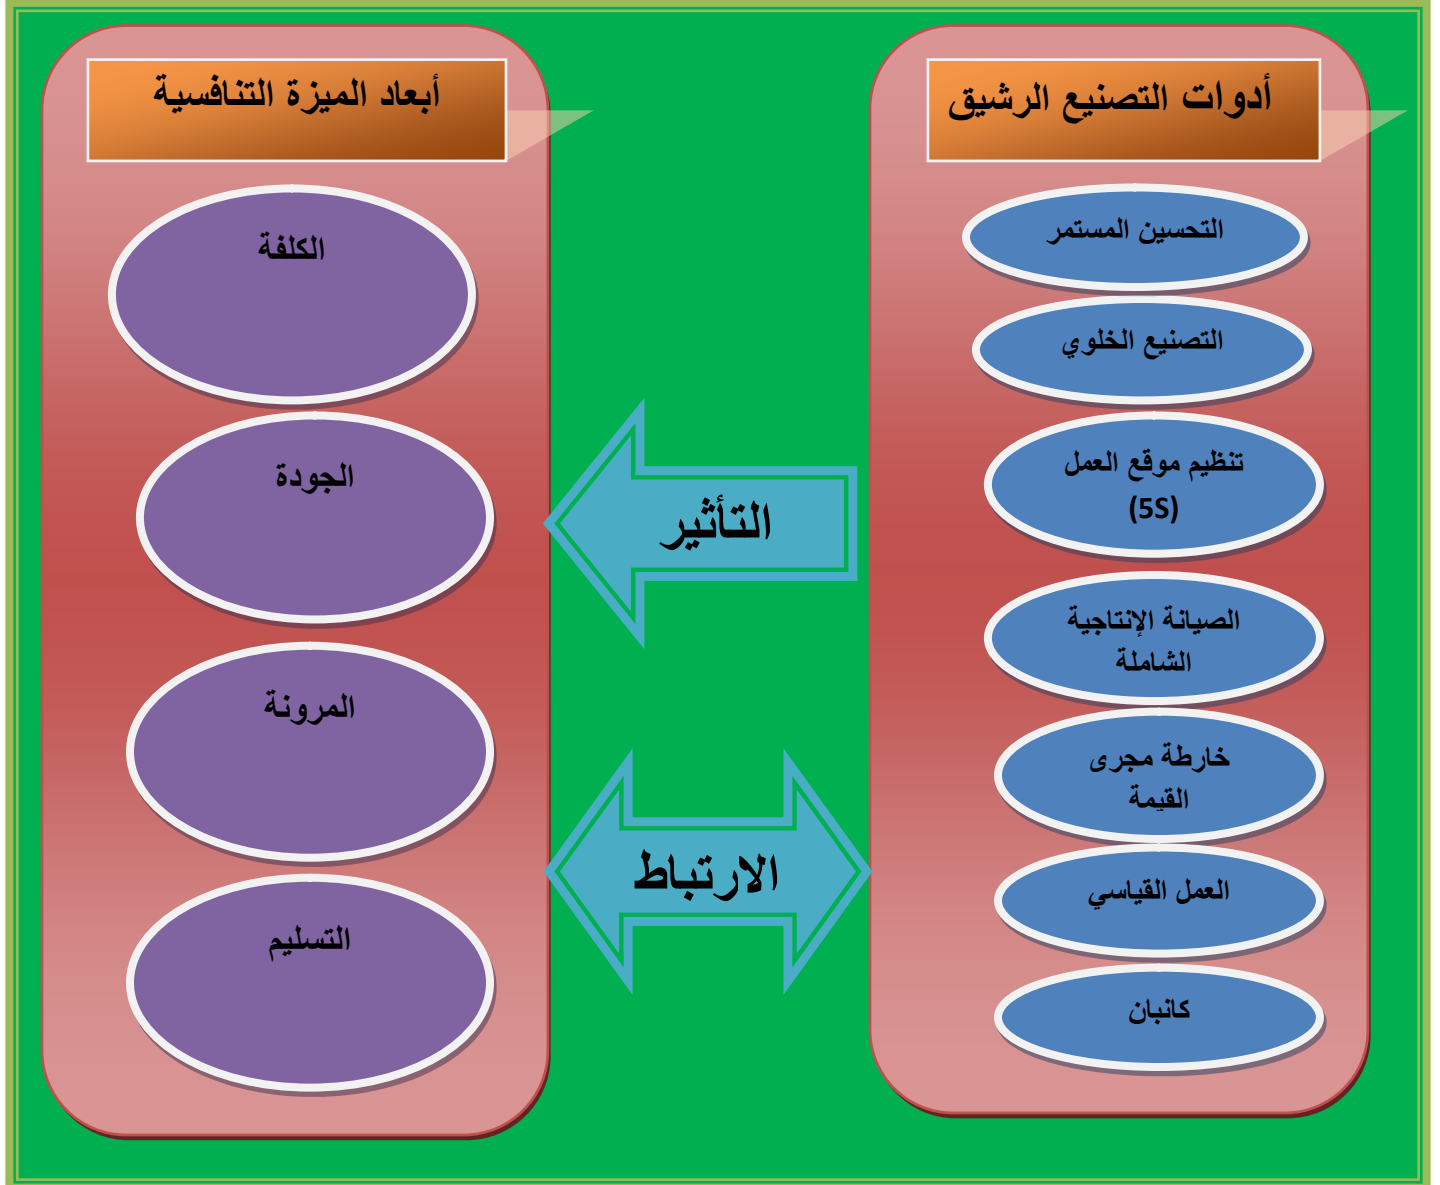 أدوات التصنيع الرشيق
التحسين المستمر
التصنيع الخلوي
تنظيم موقع العمل
(5S)
الصيانة الإنتاجية
الشاملة
خارطة مجرى
القيمة
العمل القياسي
كانبان
التأثير
الارتباط
أبعاد الميزة التنافسية
الكلفة
الجودة
المرونة
التسليم